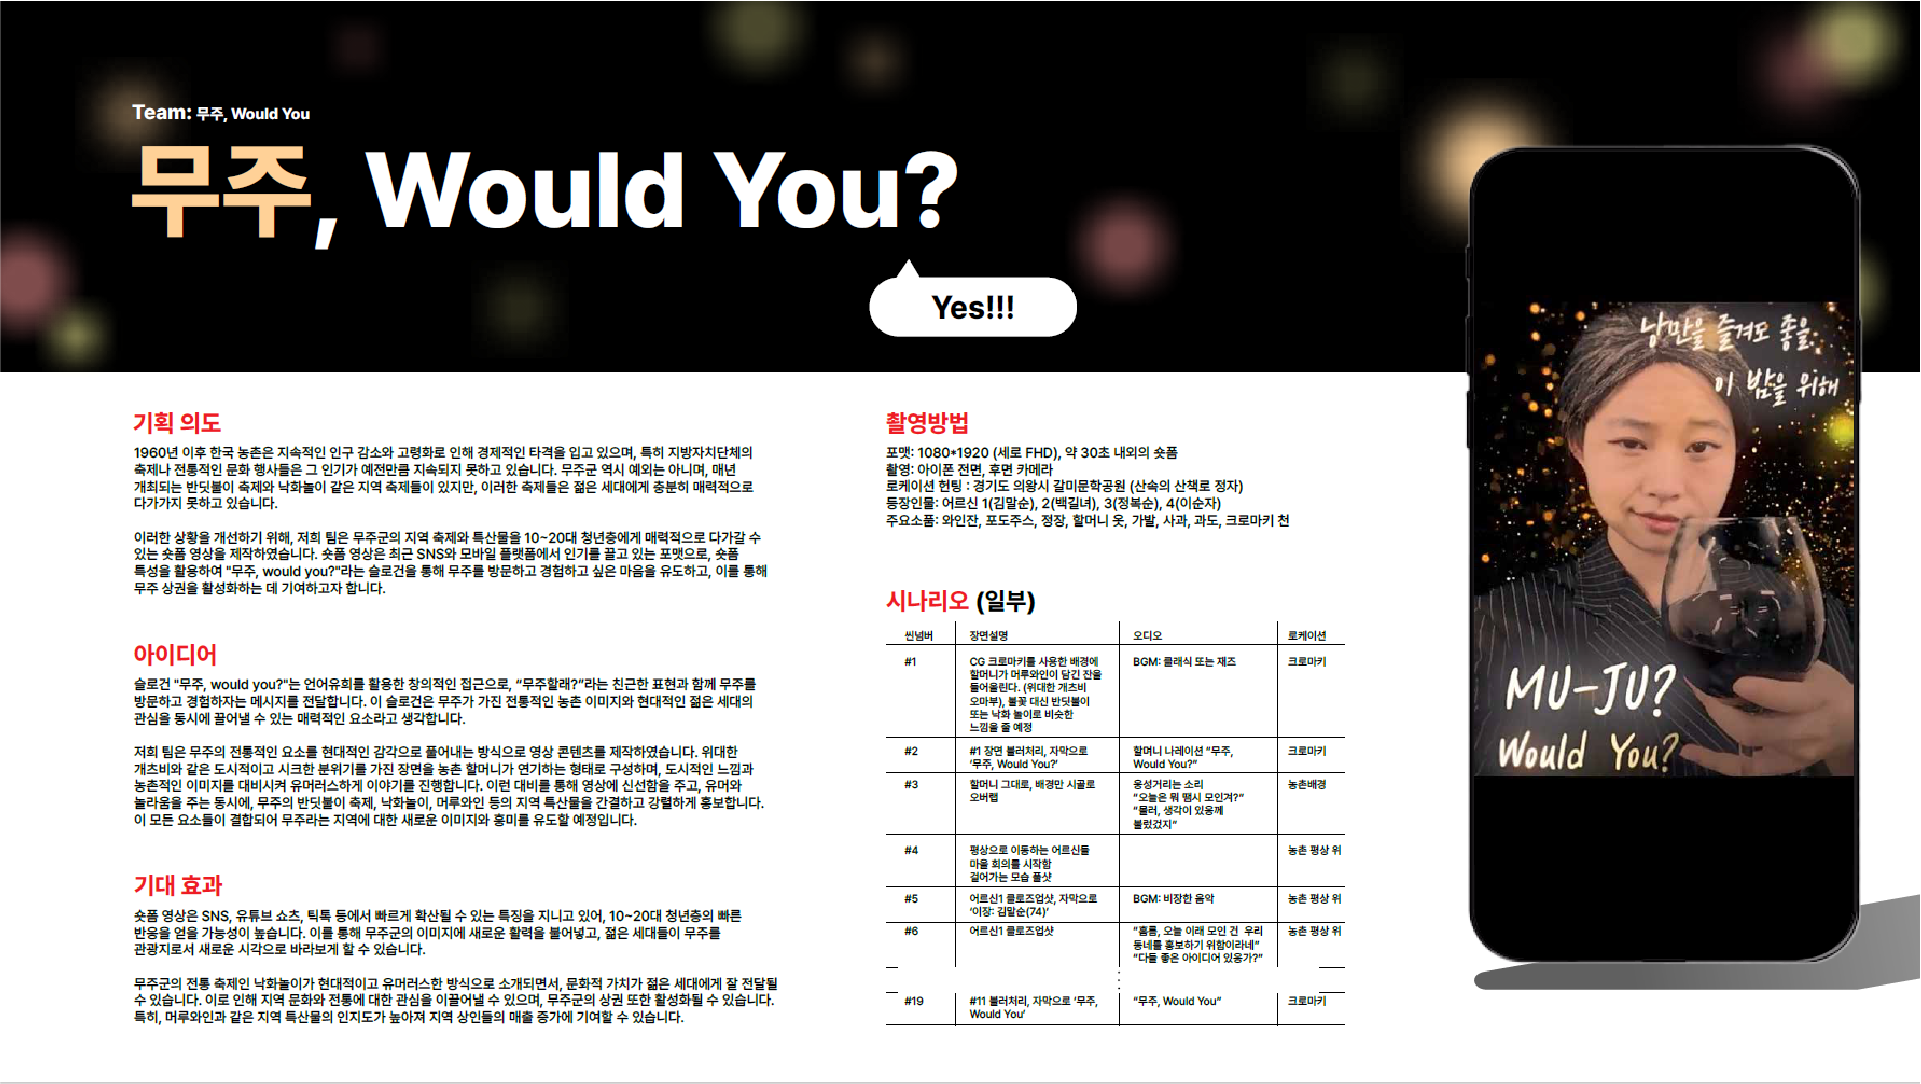 Team: 무주, Would You
무주, Would You?
Yes!!!
기획 의도
1960년 이후 한국 농촌은 지속적인 인구 감소와 고령화로 인해 경제적인 타격을 입고 있으며, 특히 지방자치단체의
축제나 전통적인 문화 행사들은 그 인기가 예전만큼 지속되지 못하고 있습니다. 무주군 역시 예외는 아니며, 매년
개최되는 반딧불이 축제와 낙화놀이 같은 지역 축제들이 있지만, 이러한 축제들은 젊은 세대에게 충분히 매력적으로
다가가지 못하고 있습니다.
이러한 상황을 개선하기 위해, 저희 팀은 무주군의 지역 축제와 특산물을 10~20대 청년층에게 매력적으로 다가갈 수
있는 숏폼 영상을 제작하였습니다. 숏폼 영상은 최근 SNS와 모바일 플랫폼에서 인기를 끌고 있는 포맷으로, 숏폼
특성을 활용하여 "무주, would you?"라는 슬로건을 통해 무주를 방문하고 경험하고 싶은 마음을 유도하고, 이를 통해
무주 상권을 활성화하는 데 기여하고자 합니다.
아이디어
슬로건 "무주, would you?"는 언어유희를 활용한 창의적인 접근으로, "무주할래?"라는 친근한 표현과 함께 무주를
방문하고 경험하자는 메시지를 전달합니다. 이 슬로건은 무주가 가진 전통적인 농촌 이미지와 현대적인 젊은 세대의
관심을 동시에 끌어낼 수 있는 매력적인 요소라고 생각합니다.
저희 팀은 무주의 전통적인 요소를 현대적인 감각으로 풀어내는 방식으로 영상 콘텐츠를 제작하였습니다. 위대한
개츠비와 같은 도시적이고 시크한 분위기를 가진 장면을 농촌 할머니가 연기하는 형태로 구성하며, 도시적인 느낌과
농촌적인 이미지를 대비시켜 유머러스하게 이야기를 진행합니다. 이런 대비를 통해 영상에 신선함을 주고, 유머와
놀라움을 주는 동시에, 무주의 반딧불이 축제, 낙화놀이, 머루와인 등의 지역 특산물을 간결하고 강렬하게 홍보합니다.
이 모든 요소들이 결합되어 무주라는 지역에 대한 새로운 이미지와 흥미를 유도할 예정입니다.
기대 효과
숏폼 영상은 SNS, 유튜브 쇼츠, 틱톡 등에서 빠르게 확산될 수 있는 특징을 지니고 있어, 10~20대 청년층의 빠른
반응을 얻을 가능성이 높습니다. 이를 통해 무주군의 이미지에 새로운 활력을 불어넣고, 젊은 세대들이 무주를
관광지로서 새로운 시각으로 바라보게 할 수 있습니다.
무주군의 전통 축제인 낙화놀이가 현대적이고 유머러스한 방식으로 소개되면서, 문화적 가치가 젊은 세대에게 잘 전달될
수 있습니다. 이로 인해 지역 문화와 전통에 대한 관심을 이끌어낼 수 있으며, 무주군의 상권 또한 활성화될 수 있습니다.
특히, 머루와인과 같은 지역 특산물의 인지도가 높아져 지역 상인들의 매출 증가에 기여할 수 있습니다.
촬영방법
포맷: 1080*1920 (세로 FHD), 약 30초 내외의 숏폼
촬영: 아이폰 전면, 후면 카메라
로케이션 헌팅 : 경기도 의왕시 갈미문학공원 (산속의 산책로 정자)
등장인물: 어르신 1(김말순), 2(백길녀), 3(정복순), 4(이순자)
주요소품: 와인잔, 포도주스, 정장, 할머니 옷, 가발, 사과, 과도, 크로마키 천
시나리오 (일부)
씬넘버 장면설명 오디오 로케이션
#1 CG 크로마키를 사용한 배경에 BGM: 클래식 또는 재즈 크로마키
할머니가 머루와인이 담긴 잔을
들어올린다. (위대한 개츠비
오마쥬), 불꽃 대신 반딧불이
또는 낙화 놀이로 비슷한
느낌을 줄 예정
#2 #1 장면 블러처리, 자막으로 할머니 나레이션 "무주, 크로마키
'무주, Would You?' Would You?"
#3 할머니 그대로, 배경만 시골로 웅성거리는 소리 농촌배경
오버랩 "오늘은 뭐 땜시 모인겨?"
"몰러, 생각이 있응께
불렀겄지"
#4 평상으로 이동하는 어르신들 농촌 평상 위
마을 회의를 시작함
걸어가는 모습 풀샷
#5 어르신1 클로즈업샷, 자막으로 BGM: 비장한 음악 농촌 평상 위
'이장: 김말순(74)'
#6 어르신1 클로즈업샷 "흠흠, 오늘 이래 모인 건 우리 농촌 평상 위
동네를 홍보하기 위함이라네"
"다들 좋은 아이디어 있응가?"
#19 #11 블러처리, 자막으로 '무주, "무주, Would You" 크로마키
Would You'
낭만을 즐겨도 좋을,
이 밤을 위해
MU-JU?
Would You?